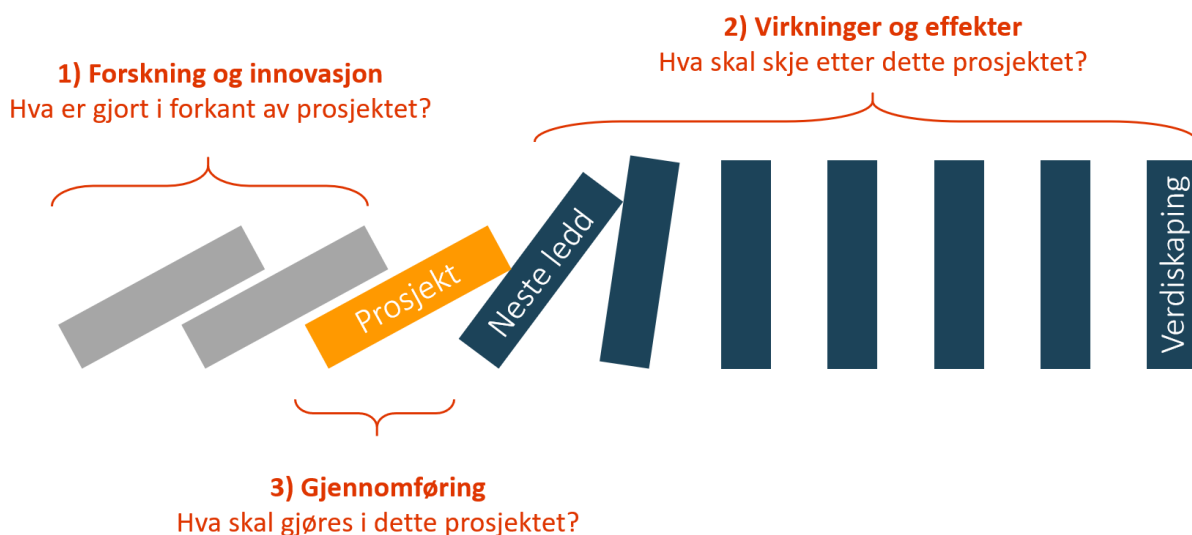 1) Forskning og innovasjon
Hva er gjort i forkant av prosjektet?
2) Virkninger og effekter
Hva skal skje etter dette prosjektet?
Prosjekt
Neste ledd
Verdiskaping
3) Gjennomføring
Hva skal gjøres i dette prosjektet?